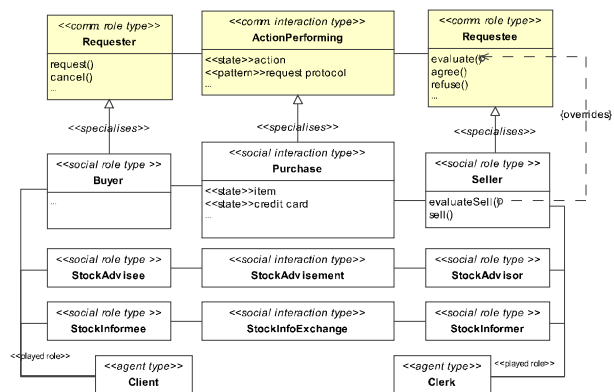 <<comm. role type>>
Requester
request()
cancel()
...
<<comm. interaction type>>
ActionPerforming
<<state>>action
<<pattern>>request protocol
...
<<comm. role type>>
Requestee
evaluate()
agree()
refuse()
...
{overrides}
<<specialises>>
<<specialises>>
<<specialises>>
<<social role type >>
Buyer
...
<<social interaction type>>
Purchase
<<state>>item
<<state>>credit card
...
<<social role type >>
Seller
evaluateSell()
sell()
<<social role type >>
StockAdvisee
<<social interaction type>>
StockAdvisement
<<social role type >>
StockAdvisor
<<social role type >>
StockInformee
<<social interaction type>>
StockInfoExchange
<<social role type >>
StockInformer
<<played role>>
<<agent type>>
Client
<<agent type>>
Clerk
<<played role>>